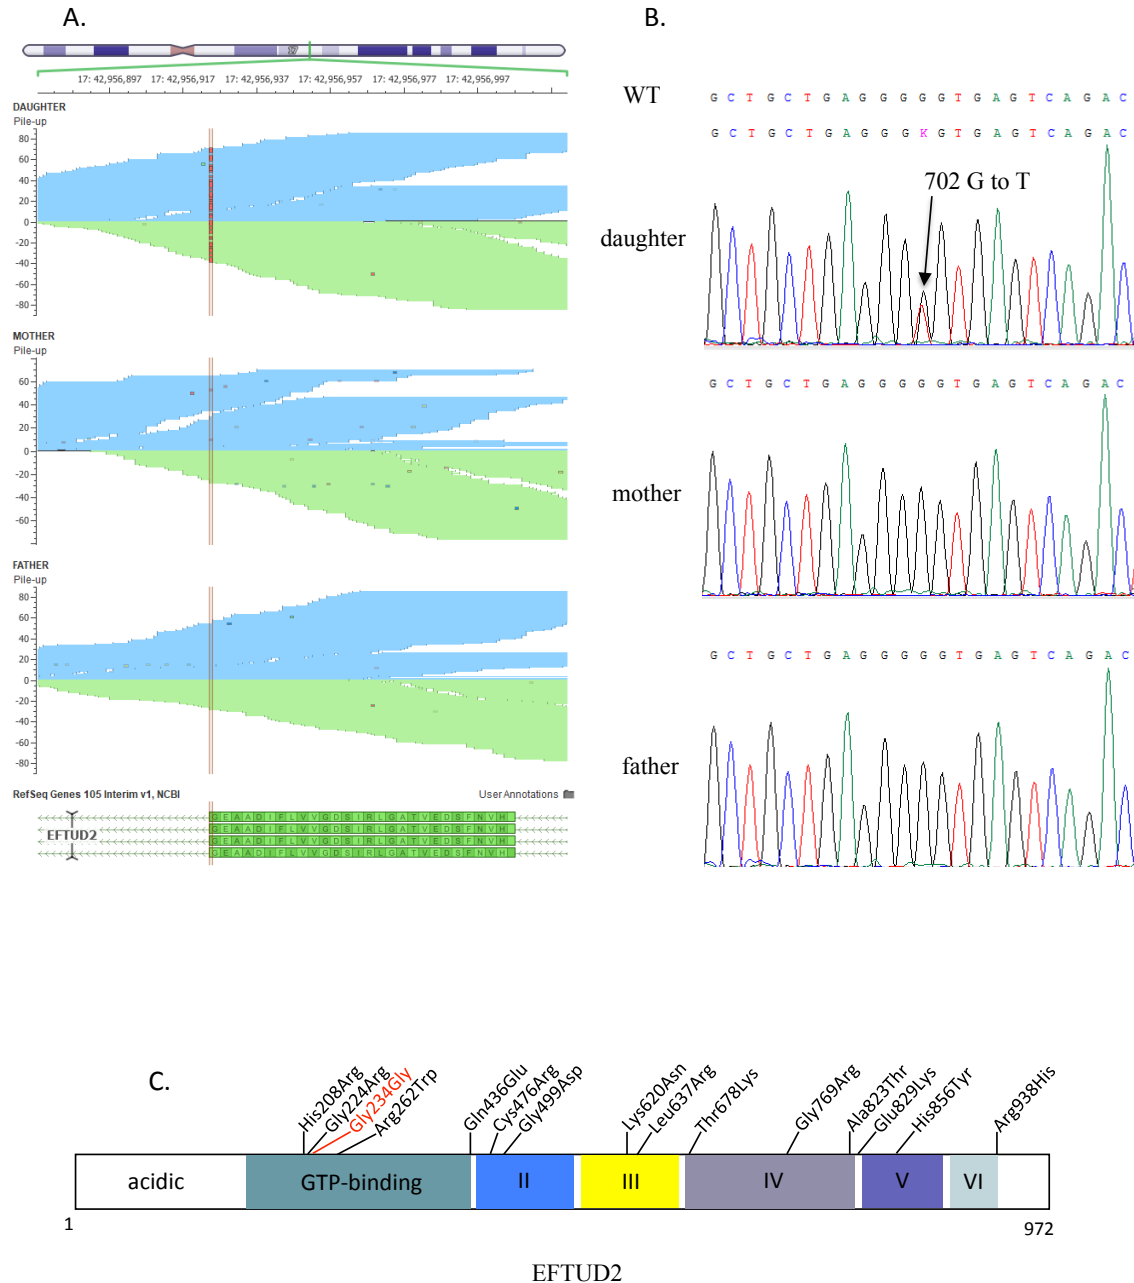 A.
17
17: 42,956,897 17: 42,956,917 17: 42,956,937 17: 42,956,957 17: 42,956,977 17: 42,956,997
DAUGHTER
Pile-up
80
60
40
20
0
-20
-40
-60
-80
MOTHER
Pile-up
60
40
20
0
-20
-40
-60
FATHER
Pile-up
80
60
40
20
0
-20
-40
-60
-80
RefSeq Genes 105 Interim v1, NCBI User Annotations
EFTUD2
G E A A D I F L V V G D S I R L G A T V E D S F N V H
G E A A D I F L V V G D S I R L G A T V E D S F N V H
G E A A D I F L V V G D S I R L G A T V E D S F N V H
G E A A D I F L V V G D S I R L G A T V E D S F N V H
B.
WT G C T G C T G A G G G G G T G A G T C A G A C
G C T G C T G A G G G K G T G A G T C A G A C
702 G to T
daughter
G C T G C T G A G G G G G T G A G T C A G A C
mother
G C T G C T G A G G G G G T G A G T C A G A C
father
C.
His208Arg
Gly224Arg
Gly234Gly
Arg262Trp
Gln436Glu
Cys476Arg
Gly499Asp
Lys620Asn
Leu637Arg
Thr678Lys
Gly769Arg
Ala823Thr
Glu829Lys
His856Tyr
Arg938His
acidic GTP-binding II III IV V VI
1 972
EFTUD2